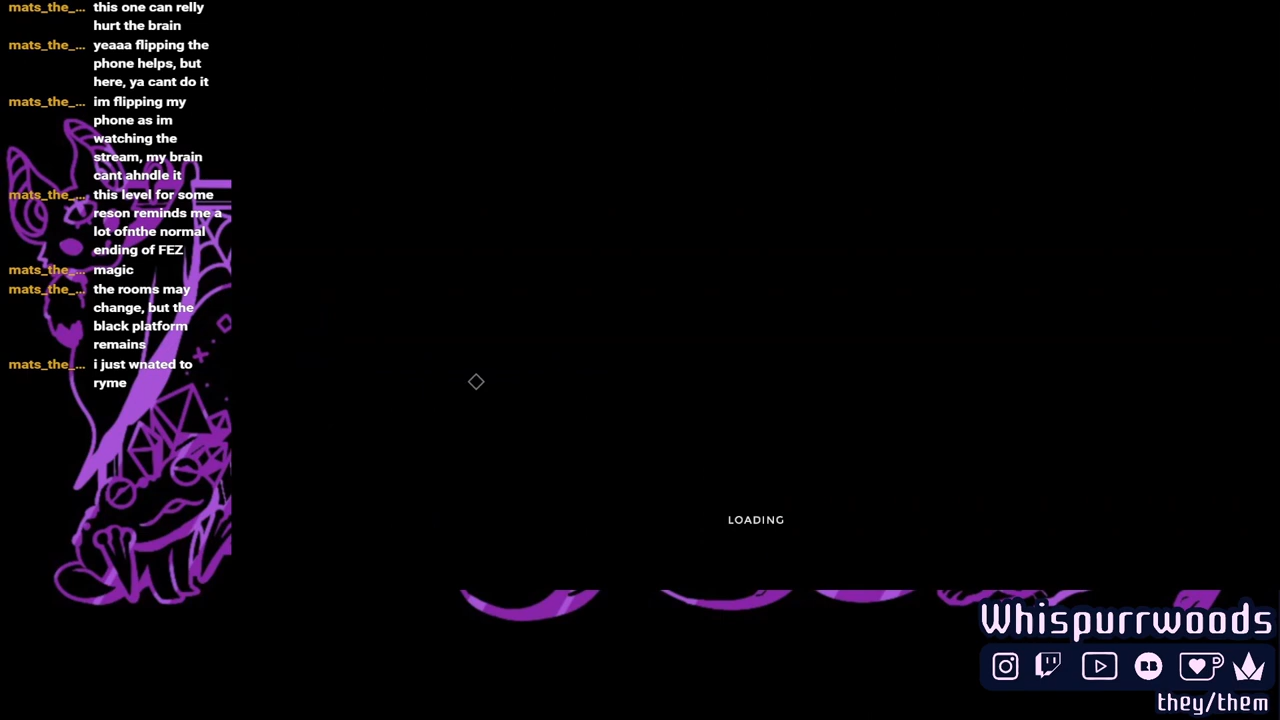 mats_the_... this one can relly
hurt the brain
mats_the_... yeaaa flipping the
phone helps, but
here, ya cant do it
mats_the_... im flipping my
phone as im
watching the
stream, my brain
cant ahndle it
mats_the_... this level for some
reson reminds me a
lot ofnthe normal
ending of FEZ
mats_the_... magic
mats_the_... the rooms may
change, but the
black platform
remains
mats_the_... i just wnated to
ryme
LOADING
Whispurrwoods
they/them